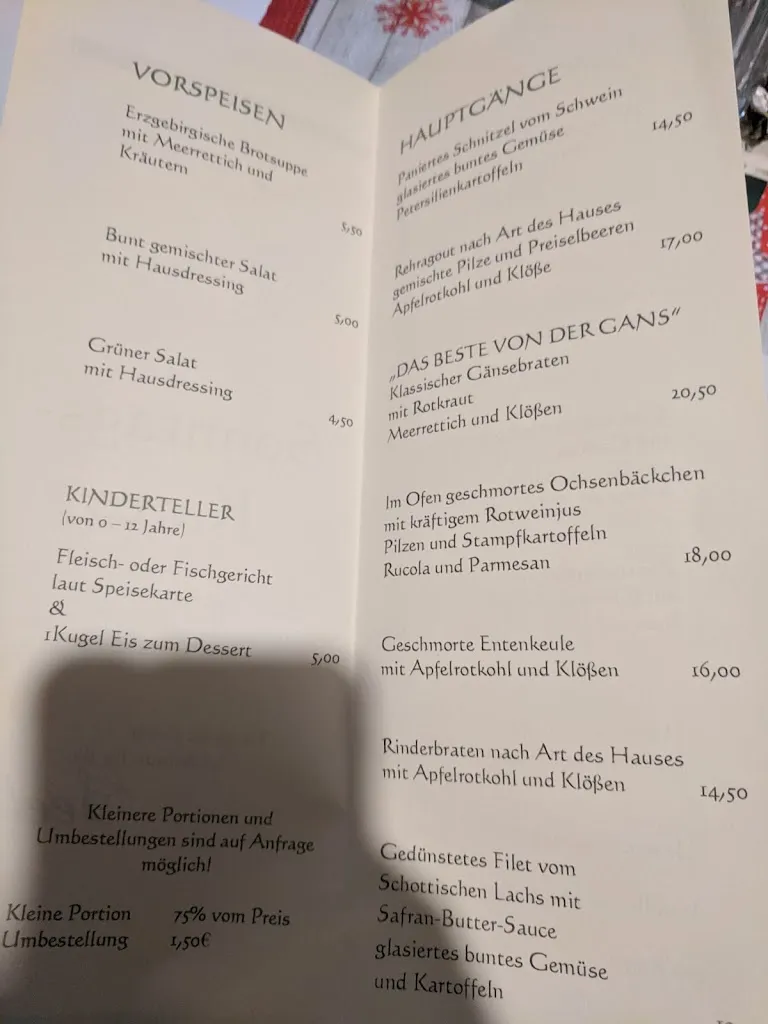 VORSPEISEN
Erzgebirgische Brotsuppe
mit Meerrettich und
Kräutern
5,50
Bunt gemischter Salat
mit Hausdressing
5,00
Grüner Salat
mit Hausdressing
4,50
KINDERTELLER
(von 0 – 12 Jahre)
Fleisch- oder Fischgericht
laut Speisekarte
&
1Kugel Eis zum Dessert
5,00
Kleinere Portionen und
Umbestellungen sind auf Anfrage
möglich!
Kleine Portion 75% vom Preis
Umbestellung 1,50€
HAUPTGÄNGE
Paniertes Schnitzel vom Schwein
glasiertes buntes Gemüse
Petersilienkartoffeln
14,50
Rehragout nach Art des Hauses
gemischte Pilze und Preiselbeeren
Apfelrotkohl und Klöße
17,00
„DAS BESTE VON DER GANS"
Klassischer Gänsebraten
mit Rotkraut
Meerrettich und Klößen
20,50
Im Ofen geschmortes Ochsenbäckchen
mit kräftigem Rotweinjus
Pilzen und Stampfkartoffeln
Rucola und Parmesan
18,00
Geschmorte Entenkeule
mit Apfelrotkohl und Klößen
16,00
Rinderbraten nach Art des Hauses
mit Apfelrotkohl und Klößen
14,50
Gedünstetes Filet vom
Schottischen Lachs mit
Safran-Butter-Sauce
glasiertes buntes Gemüse
und Kartoffeln